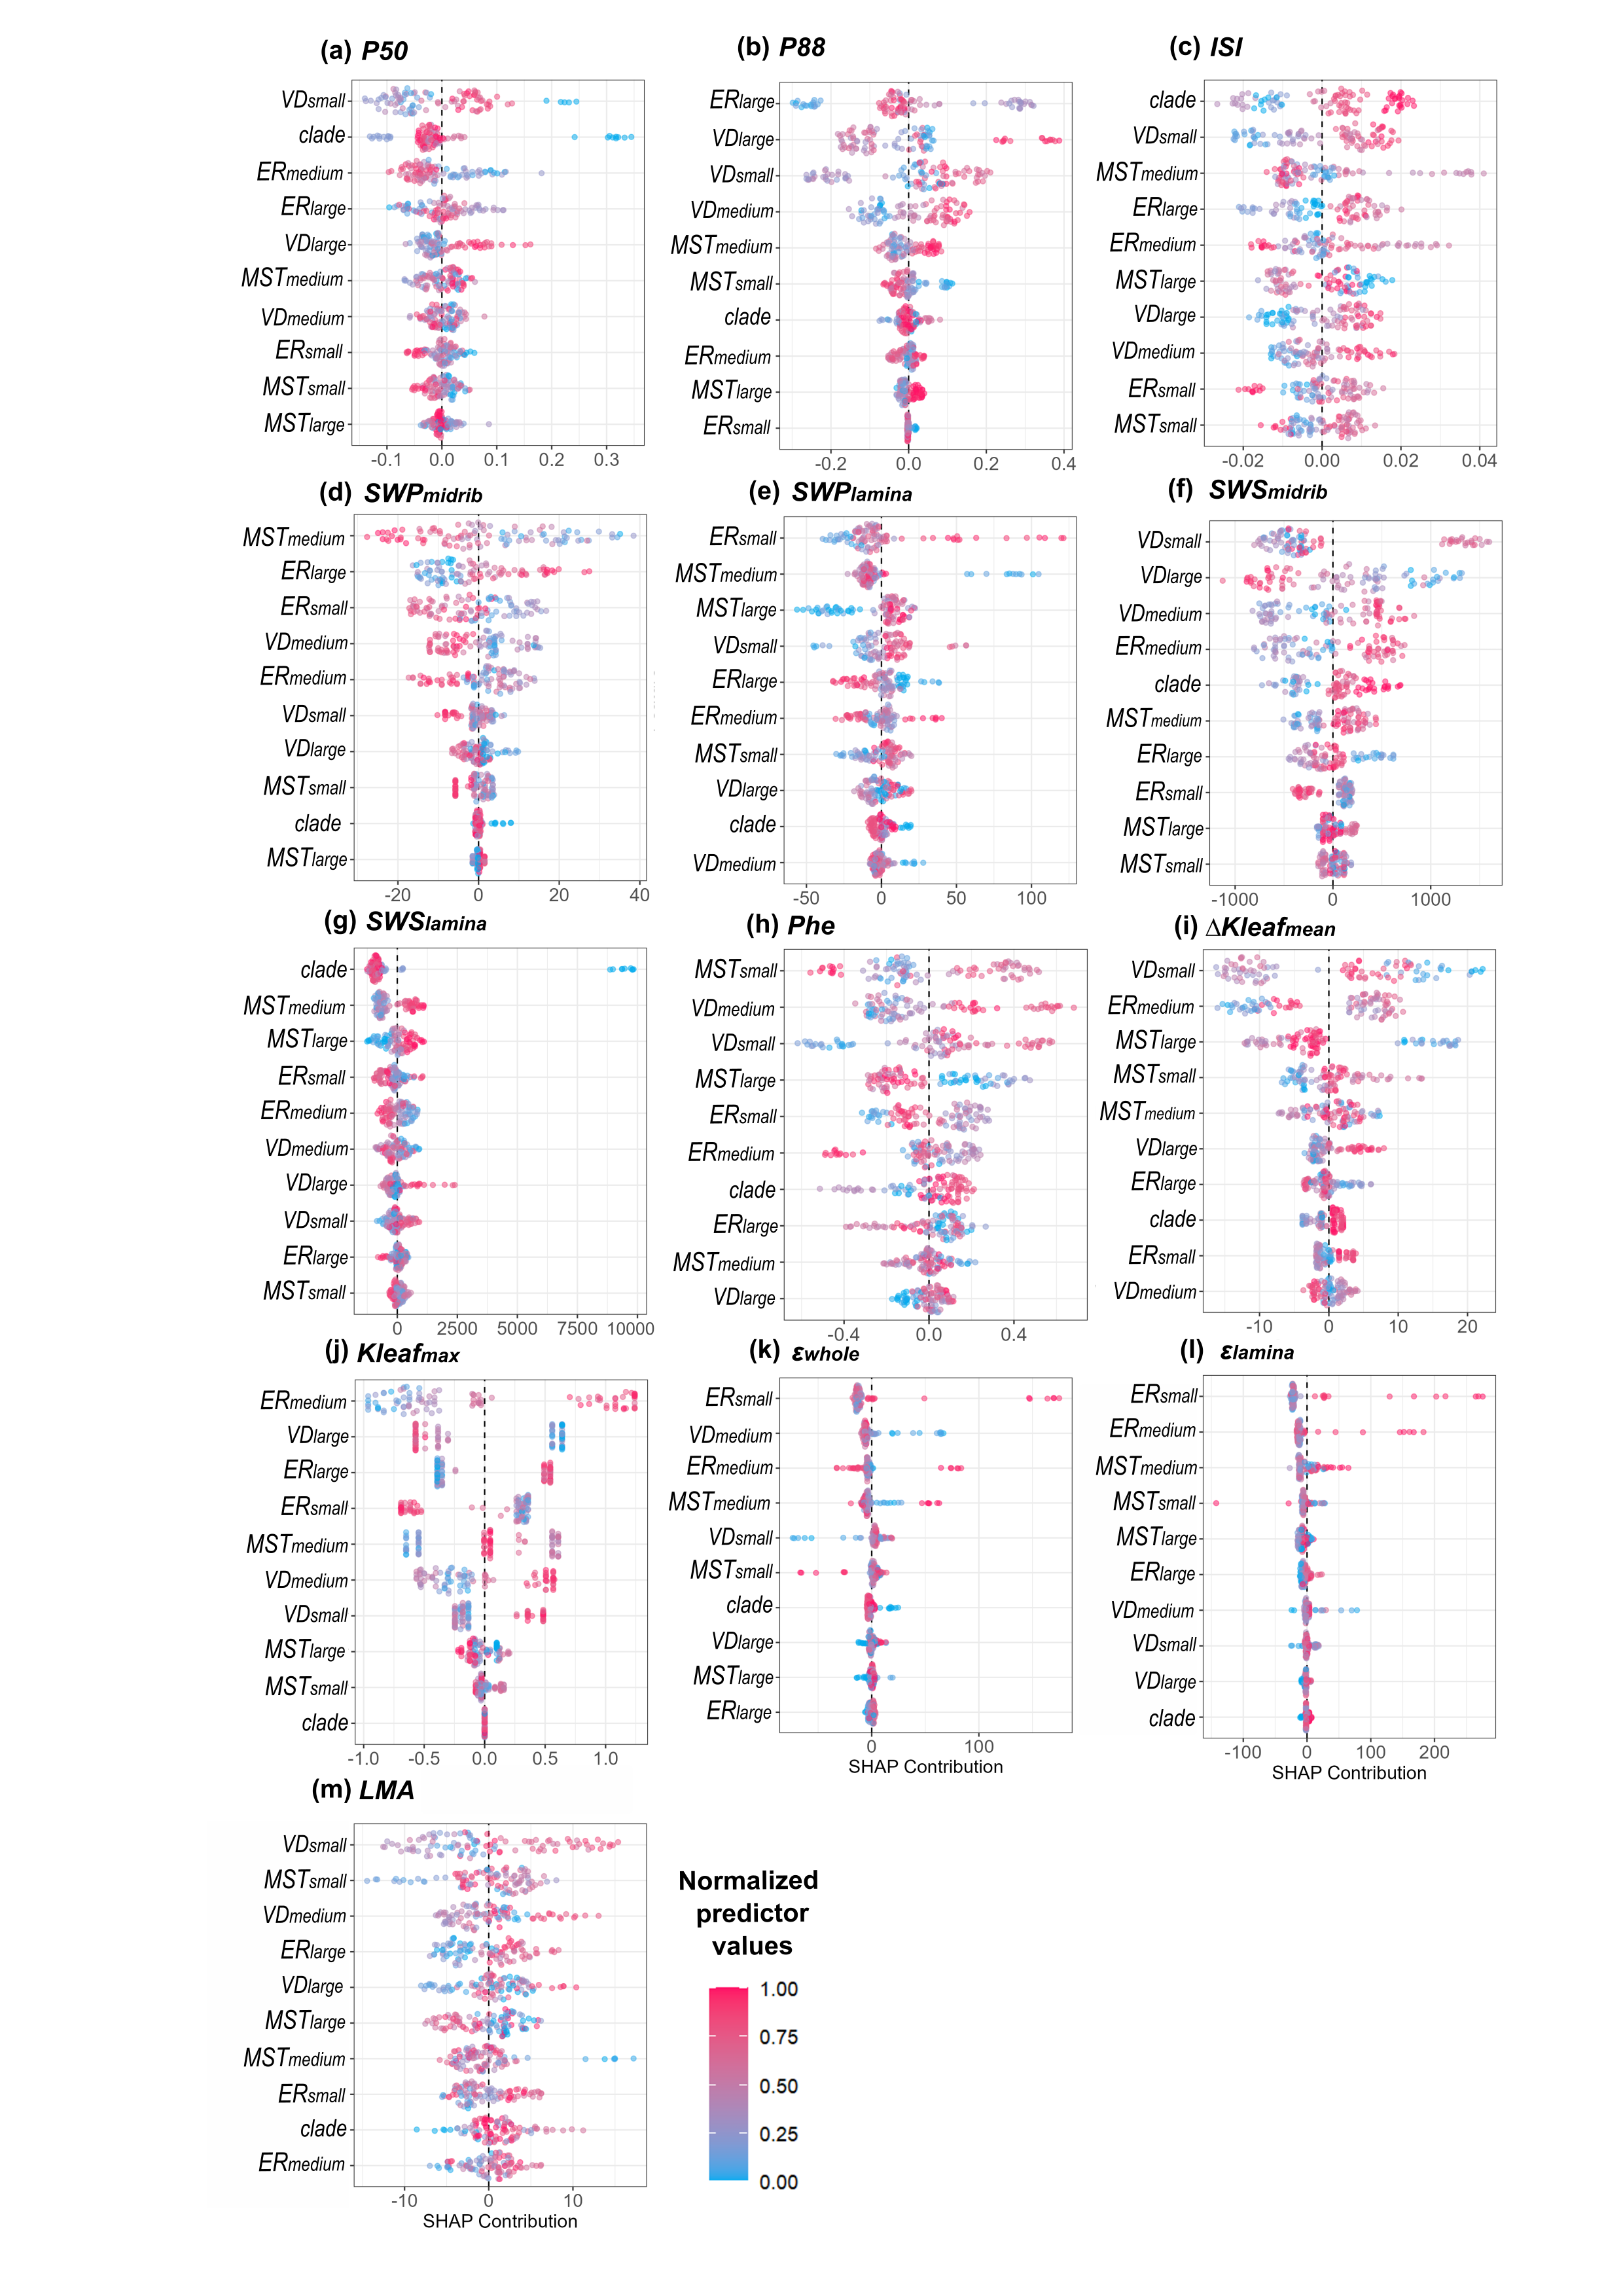 (a) P50
VDsmall
clade
ERmedium
ERlarge
VDlarge
MSTmedium
VDmedium
ERsmall
MSTsmall
MSTlarge
-0.1 0.0 0.1 0.2 0.3
(b) P88
ERlarge
VDlarge
VDsmall
VDmedium
MSTmedium
MSTsmall
clade
ERmedium
MSTlarge
ERsmall
-0.2 0.0 0.2 0.4
(c) ISI
clade
VDsmall
MSTmedium
ERlarge
ERmedium
MSTlarge
VDlarge
VDmedium
ERsmall
MSTsmall
-0.02 0.00 0.02 0.04
(d) SWPmidrib
MSTmedium
ERlarge
ERsmall
VDmedium
ERmedium
VDsmall
VDlarge
MSTsmall
clade
MSTlarge
-20 0 20 40
(e) SWPlamina
ERsmall
MSTmedium
MSTlarge
VDsmall
ERlarge
ERmedium
MSTsmall
VDlarge
clade
VDmedium
-50 0 50 100
(f) SWSmidrib
VDsmall
VDlarge
VDmedium
ERmedium
clade
MSTmedium
ERlarge
ERsmall
MSTlarge
MSTsmall
-1000 0 1000
(g) SWSlamina
clade
MSTmedium
MSTlarge
ERsmall
ERmedium
VDmedium
VDlarge
VDsmall
ERlarge
MSTsmall
0 2500 5000 7500 10000
(h) Phe
MSTsmall
VDmedium
VDsmall
MSTlarge
ERsmall
ERmedium
clade
ERlarge
MSTmedium
VDlarge
-0.4 0.0 0.4
(i) ΔKleafmean
VDsmall
ERmedium
MSTlarge
MSTsmall
MSTmedium
VDlarge
ERlarge
clade
ERsmall
VDmedium
-10 0 10 20
(j) Kleafmax
ERmedium
VDlarge
ERlarge
ERsmall
MSTmedium
VDmedium
VDsmall
MSTlarge
MSTsmall
clade
-1.0 -0.5 0.0 0.5 1.0
(k) εwhole
ERsmall
VDmedium
ERmedium
MSTmedium
VDsmall
MSTsmall
clade
VDlarge
MSTlarge
ERlarge
0 100
SHAP Contribution
(l) εlamina
ERsmall
ERmedium
MSTmedium
MSTsmall
MSTlarge
ERlarge
VDmedium
VDsmall
VDlarge
clade
-100 0 100 200
SHAP Contribution
(m) LMA
VDsmall
MSTsmall
VDmedium
ERlarge
VDlarge
MSTlarge
MSTmedium
ERsmall
clade
ERmedium
-10 0 10
SHAP Contribution
Normalized
predictor
values
1.00
0.75
0.50
0.25
0.00